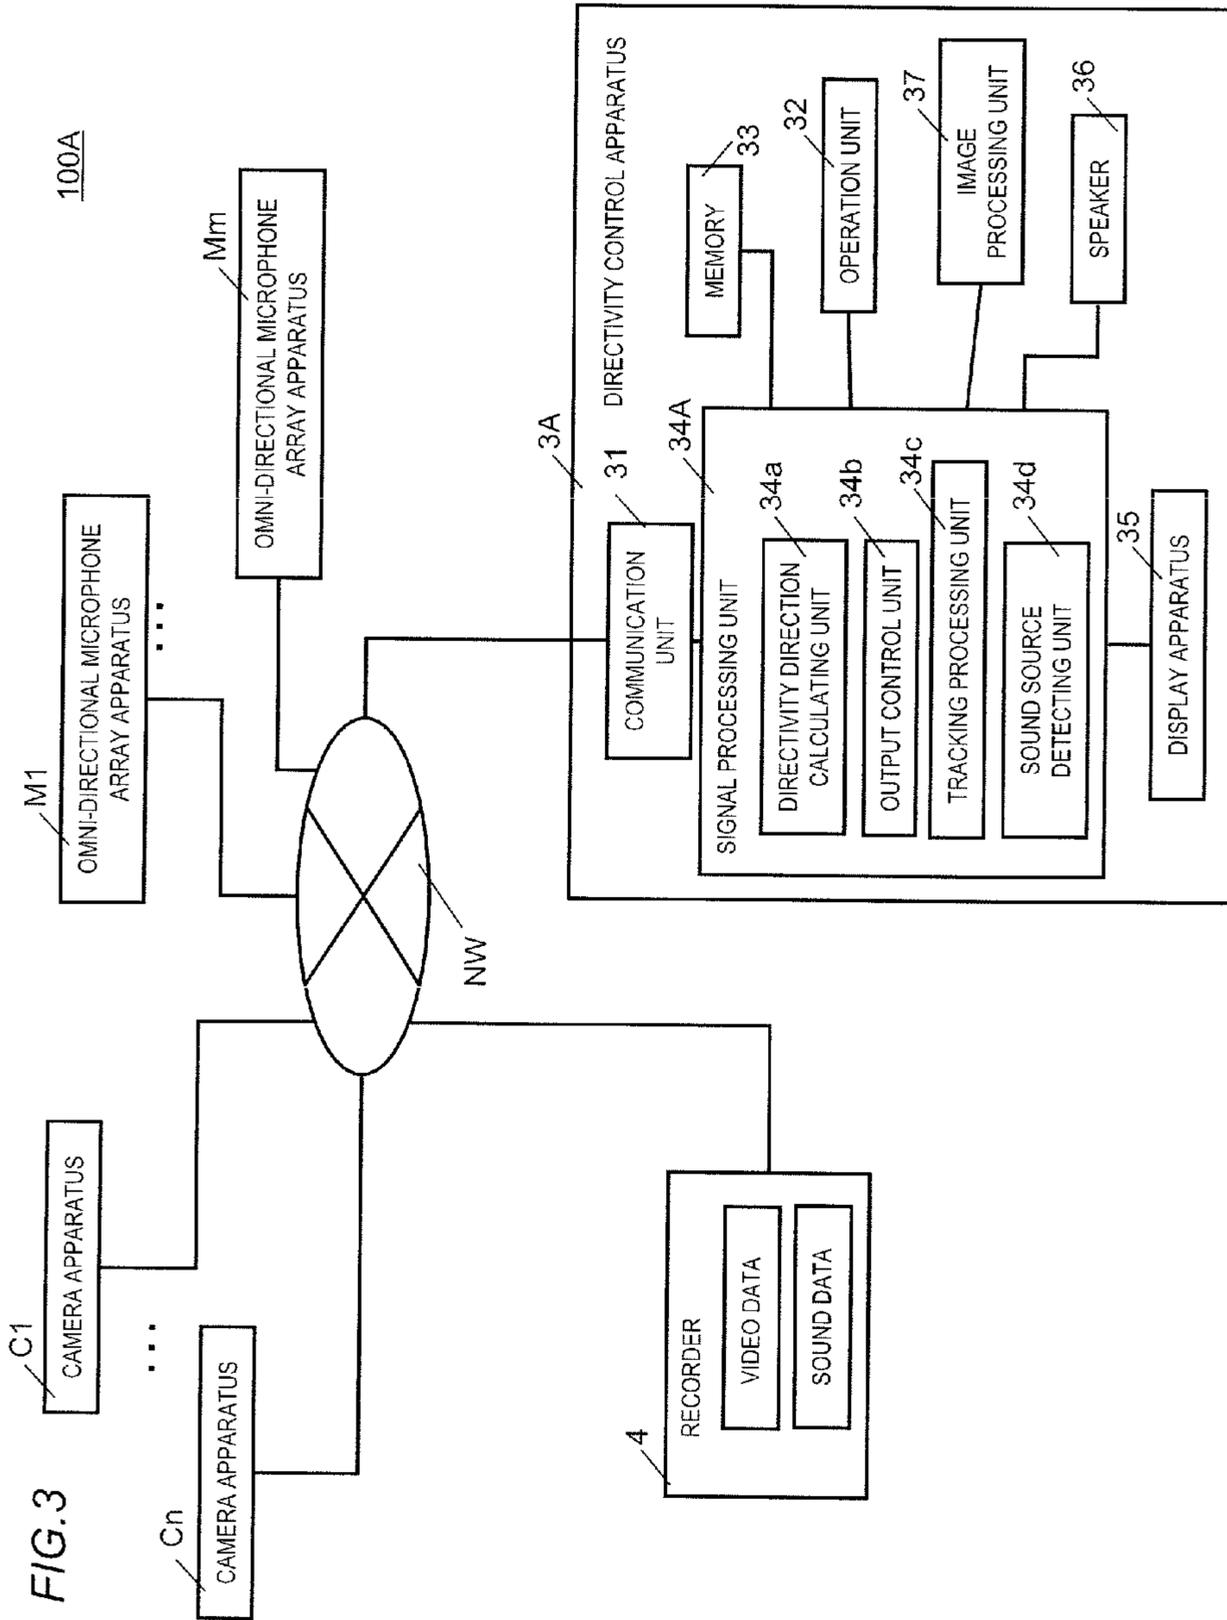 FIG.3
100A
C1
CAMERA APPARATUS
...
Cn
CAMERA APPARATUS
M1
OMNI-DIRECTIONAL MICROPHONE
ARRAY APPARATUS
...
Mm
OMNI-DIRECTIONAL MICROPHONE
ARRAY APPARATUS
NW
4
RECORDER
VIDEO DATA
SOUND DATA
3A
DIRECTIVITY CONTROL APPARATUS
31
COMMUNICATION
UNIT
34A
SIGNAL PROCESSING UNIT
34a
DIRECTIVITY DIRECTION
CALCULATING UNIT
34b
OUTPUT CONTROL UNIT
34c
TRACKING PROCESSING UNIT
34d
SOUND SOURCE
DETECTING UNIT
33
MEMORY
32
OPERATION UNIT
37
IMAGE
PROCESSING UNIT
36
SPEAKER
35
DISPLAY APPARATUS